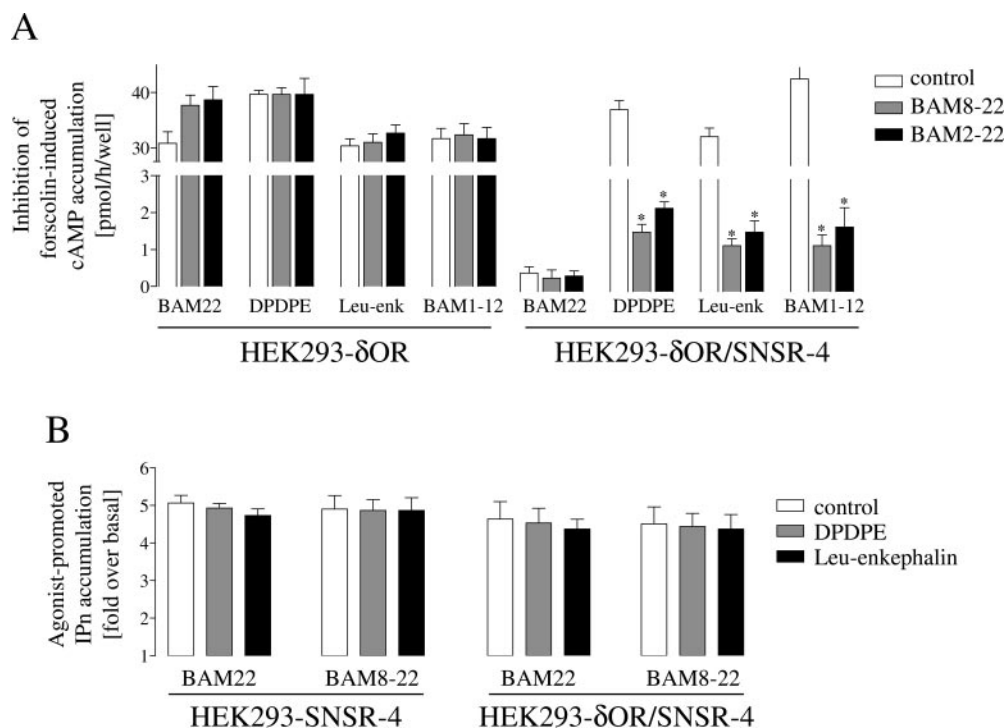 A
Inhibition of
forscolin-induced
cAMP accumulation
[pmol/h/well]
40
30
3
2
1
0
* * * * * *
BAM22 DPDPE Leu-enk BAM1-12 BAM22 DPDPE Leu-enk BAM1-12
HEK293-δOR HEK293-δOR/SNSR-4
control
BAM8-22
BAM2-22
B
Agonist-promoted
IPn accumulation
[fold over basal]
6
5
4
3
2
1
BAM22 BAM8-22 BAM22 BAM8-22
HEK293-SNSR-4 HEK293-δOR/SNSR-4
control
DPDPE
Leu-enkephalin